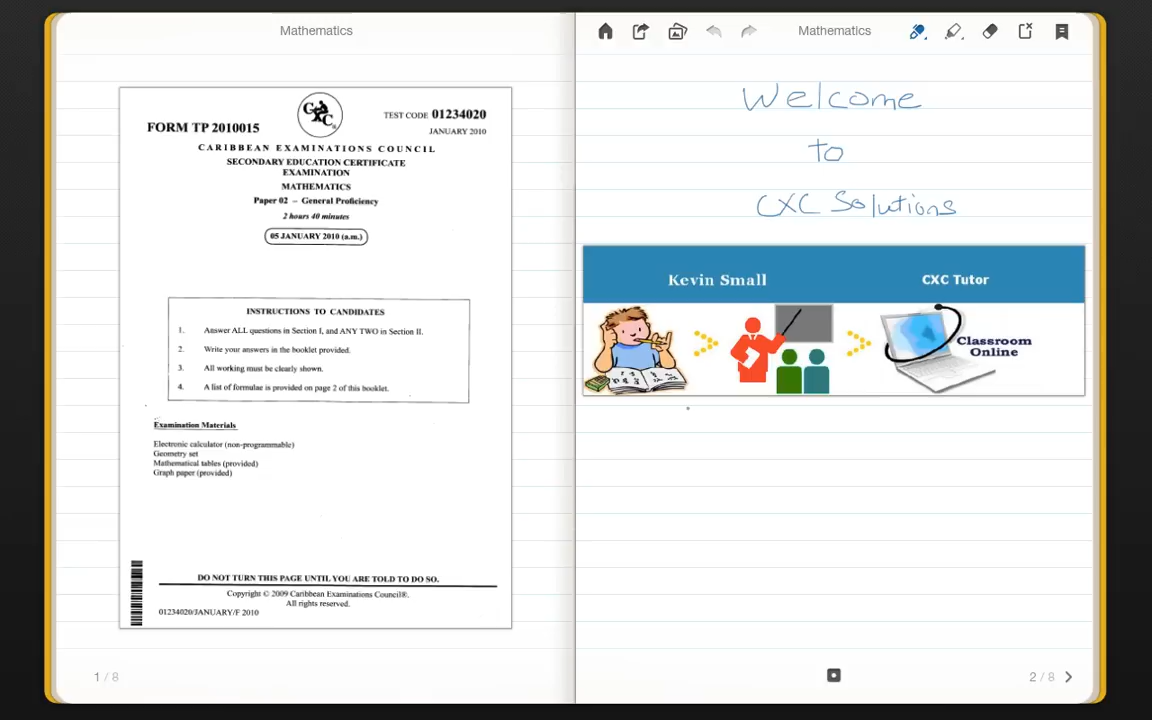 Mathematics
CXC
FORM TP 2010015
TEST CODE 01234020
JANUARY 2010
CARIBBEAN EXAMINATIONS COUNCIL
SECONDARY EDUCATION CERTIFICATE
EXAMINATION
MATHEMATICS
Paper 02 – General Proficiency
2 hours 40 minutes
05 JANUARY 2010 (a.m.)
INSTRUCTIONS TO CANDIDATES
1. Answer ALL questions in Section I, and ANY TWO in Section II.
2. Write your answers in the booklet provided.
3. All working must be clearly shown.
4. A list of formulae is provided on page 2 of this booklet.
Examination Materials
Electronic calculator (non-programmable)
Geometry set
Mathematical tables (provided)
Graph paper (provided)
DO NOT TURN THIS PAGE UNTIL YOU ARE TOLD TO DO SO.
Copyright © 2009 Caribbean Examinations Council®.
All rights reserved.
01234020/JANUARY/F 2010
1 / 8
Mathematics
Welcome
to
CXC Solutions
Kevin Small
CXC Tutor
Classroom
Online
2 / 8